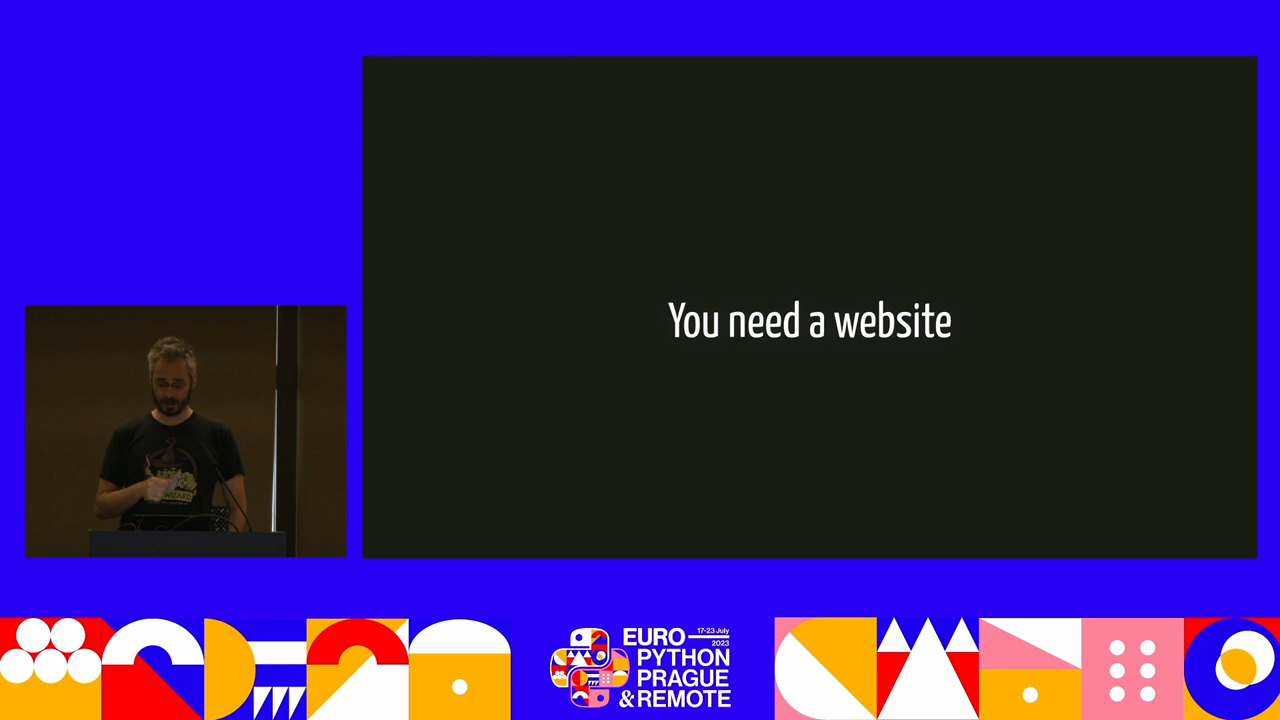 You need a website
WIZARD
EURO
17-23 July
2023
PYTHON
PRAGUE
& REMOTE